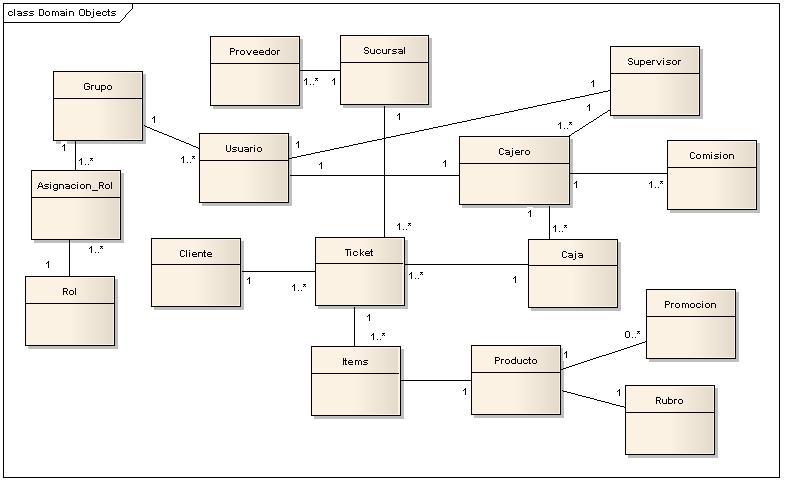 class Domain Objects
Proveedor
1..*
1
Sucursal
1
Supervisor
1
1
Grupo
1
1
1..*
Usuario
1..*
1
1
Cajero
1
1..*
1
1
Comision
1..*
Asignacion_Rol
1..*
1..*
Rol
1
Cliente
1
Ticket
1..*
1..*
1..*
1
Caja
1..*
1
Items
1..*
Producto
1
1
Promocion
0..*
Rubro
1